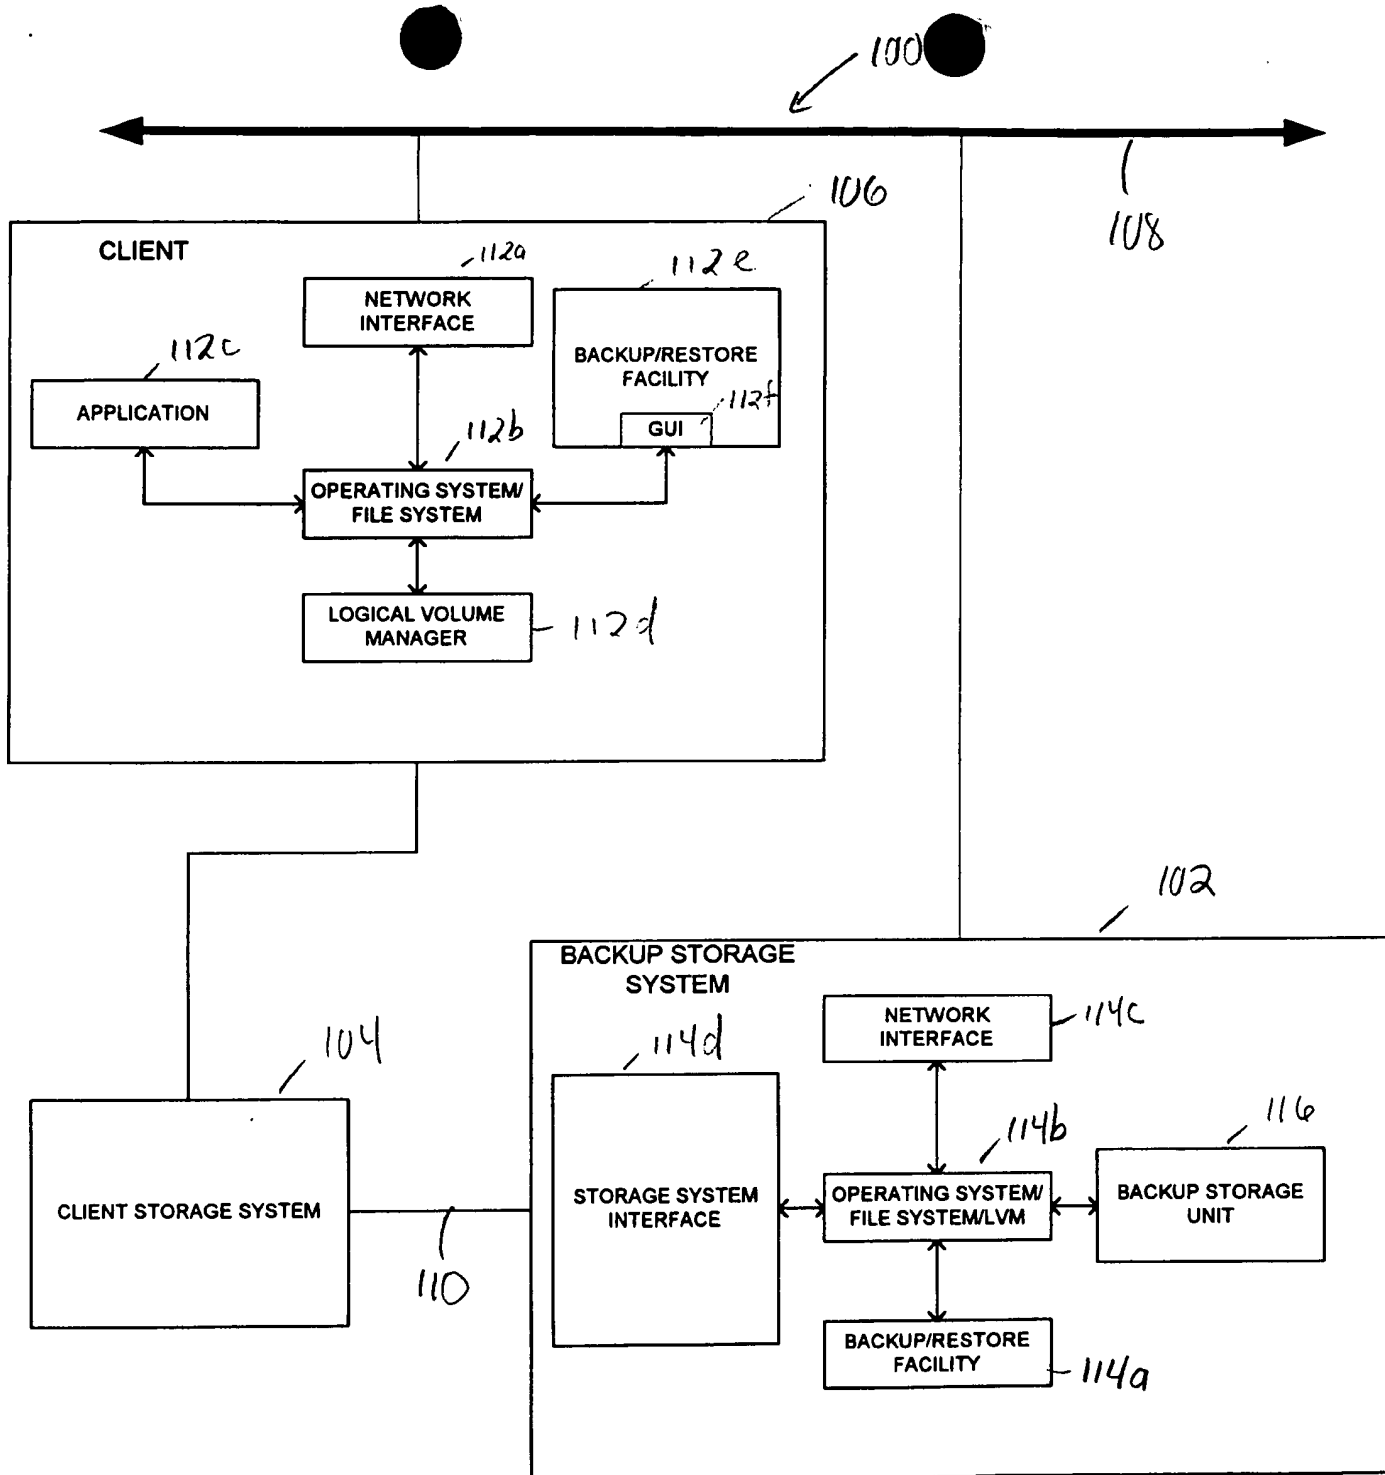 100
108
106
CLIENT
112a
NETWORK
INTERFACE
112e
BACKUP/RESTORE
FACILITY
112f
GUI
112c
APPLICATION
112b
OPERATING SYSTEM/
FILE SYSTEM
LOGICAL VOLUME
MANAGER
112d
102
BACKUP STORAGE
SYSTEM
104
CLIENT STORAGE SYSTEM
110
114d
STORAGE SYSTEM
INTERFACE
NETWORK
INTERFACE
114c
114b
OPERATING SYSTEM/
FILE SYSTEM/LVM
116
BACKUP STORAGE
UNIT
BACKUP/RESTORE
FACILITY
114a